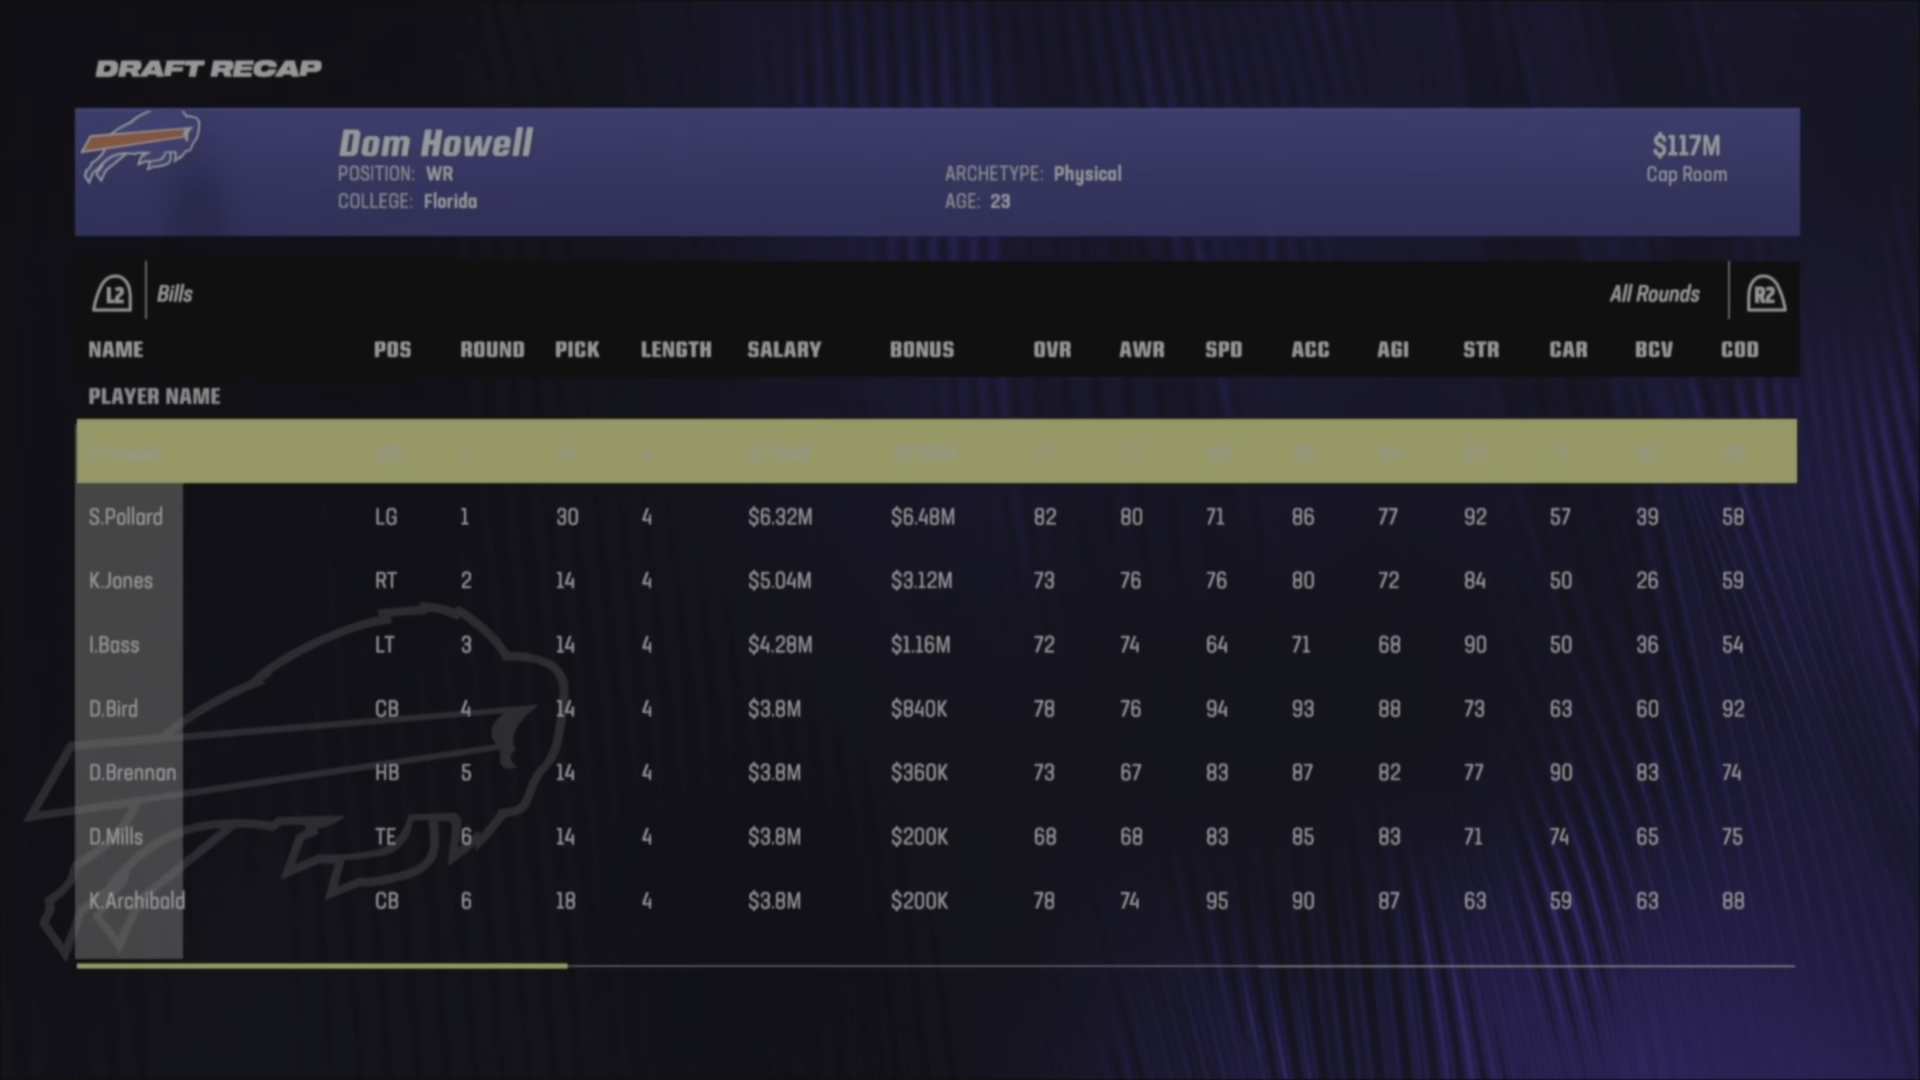 DRAFT RECAP
Dom Howell
POSITION: WR
COLLEGE: Florida
ARCHETYPE: Physical
AGE: 23
$117M
Cap Room
L2 Bills All Rounds R2
NAME POS ROUND PICK LENGTH SALARY BONUS OVR AWR SPD ACC AGI STR CAR BCV COD
PLAYER NAME
S.Pollard LG 1 30 4 $6.32M $6.48M 82 80 71 86 77 92 57 39 58
K.Jones RT 2 14 4 $5.04M $3.12M 73 76 76 80 72 84 50 26 59
I.Bass LT 3 14 4 $4.28M $1.16M 72 74 64 71 68 90 50 36 54
D.Bird CB 4 14 4 $3.8M $840K 78 76 94 93 88 73 63 60 92
D.Brennan HB 5 14 4 $3.8M $360K 73 67 83 87 82 77 90 83 74
D.Mills TE 6 14 4 $3.8M $200K 68 68 83 85 83 71 74 65 75
K.Archibald CB 6 18 4 $3.8M $200K 78 74 95 90 87 63 59 63 88